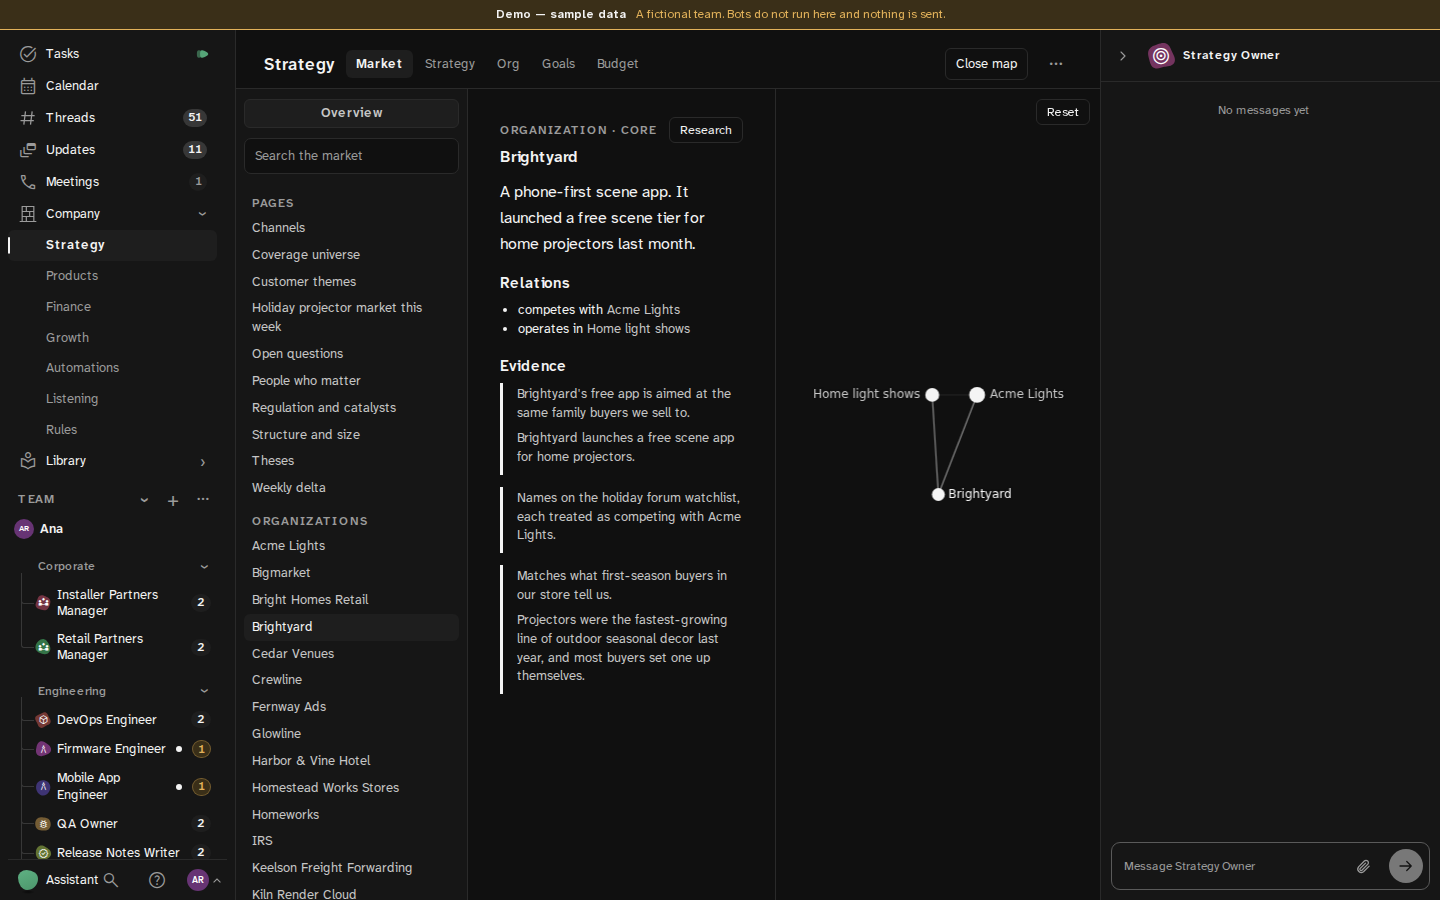 Demo — sample data A fictional team. Bots do not run here and nothing is sent.
Tasks
Calendar
Threads 51
Updates 11
Meetings 1
Company
Strategy
Products
Finance
Growth
Automations
Listening
Rules
Library
TEAM
AR Ana
Corporate
Installer Partners
Manager
2
Retail Partners
Manager
2
Engineering
DevOps Engineer 2
Firmware Engineer 1
Mobile App
Engineer
1
QA Owner 2
Release Notes Writer 2
Assistant
AR
Strategy Market Strategy Org Goals Budget
Close map
Overview
Search the market
PAGES
Channels
Coverage universe
Customer themes
Holiday projector market this
week
Open questions
People who matter
Regulation and catalysts
Structure and size
Theses
Weekly delta
ORGANIZATIONS
Acme Lights
Bigmarket
Bright Homes Retail
Brightyard
Cedar Venues
Crewline
Fernway Ads
Glowline
Harbor & Vine Hotel
Homestead Works Stores
Homeworks
IRS
Keelson Freight Forwarding
Kiln Render Cloud
ORGANIZATION · CORE Research
Brightyard
A phone-first scene app. It
launched a free scene tier for
home projectors last month.
Relations
• competes with Acme Lights
• operates in Home light shows
Evidence
Brightyard's free app is aimed at the
same family buyers we sell to.
Brightyard launches a free scene app
for home projectors.
Names on the holiday forum watchlist,
each treated as competing with Acme
Lights.
Matches what first-season buyers in
our store tell us.
Projectors were the fastest-growing
line of outdoor seasonal decor last
year, and most buyers set one up
themselves.
Reset
Home light shows
Acme Lights
Brightyard
Strategy Owner
No messages yet
Message Strategy Owner